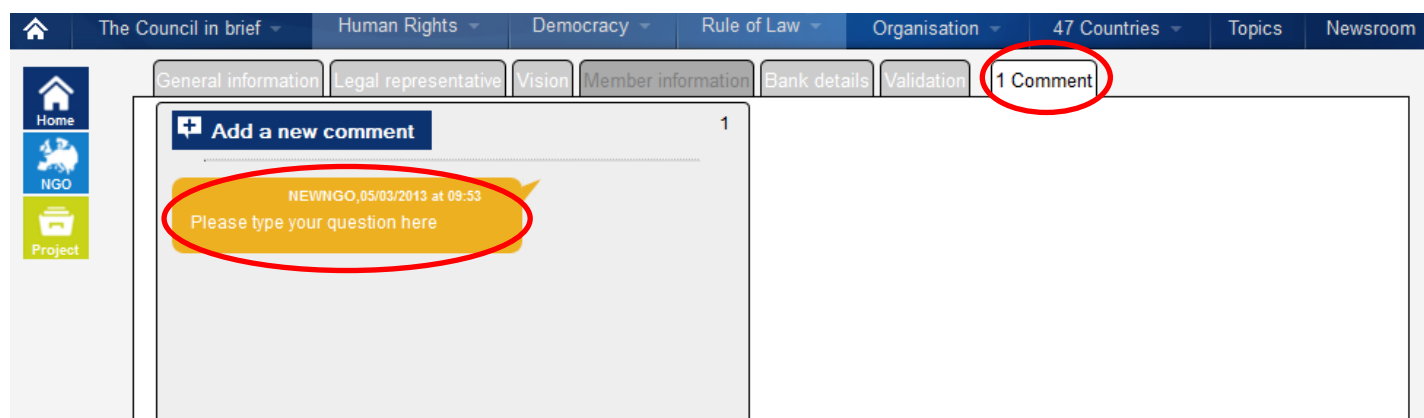 The Council in brief Human Rights Democracy Rule of Law Organisation 47 Countries Topics Newsroom
General information Legal representative Vision Member information Bank details Validation 1 Comment
Home
Add a new comment 1
NGO
NEWNGO,05/03/2013 at 09:53
Please type your question here
Project